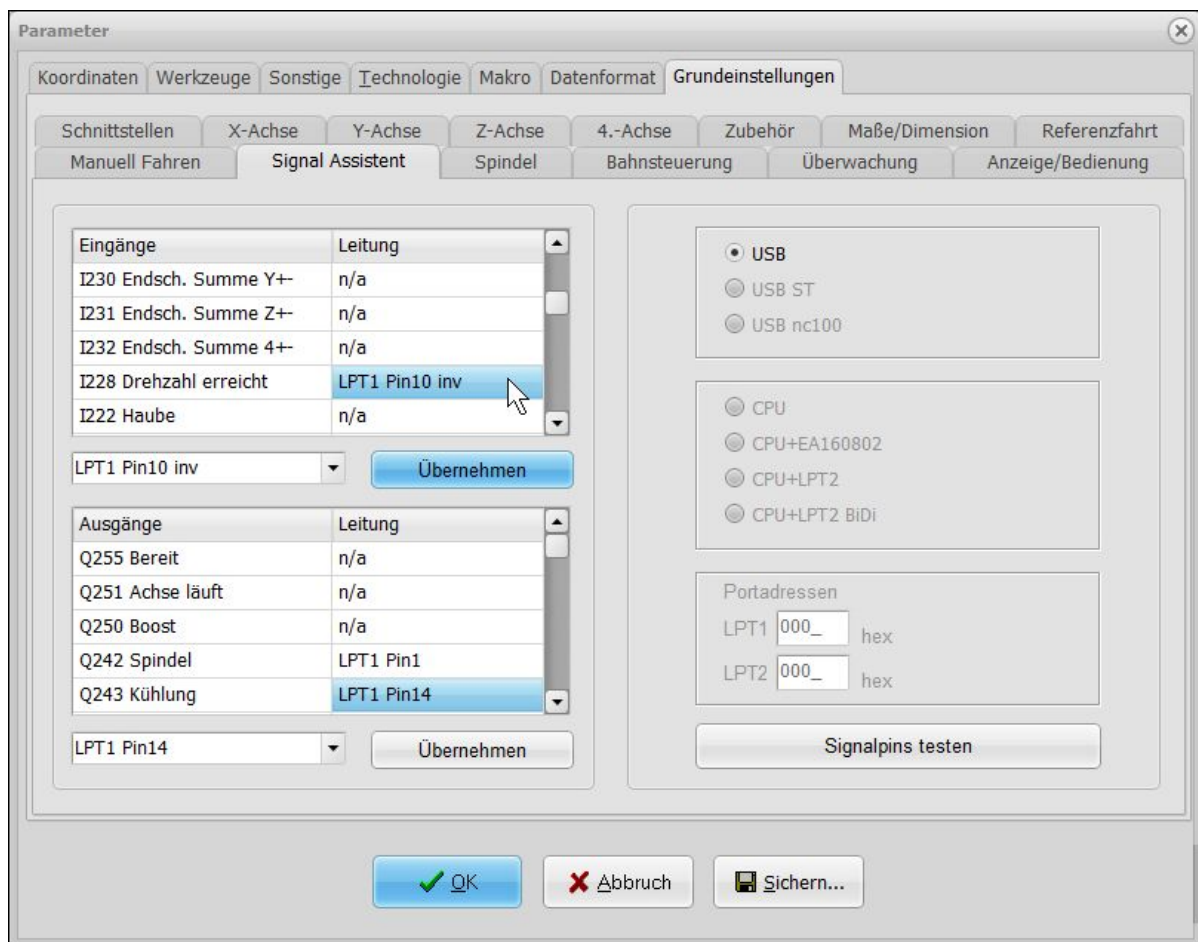 Parameter
Koordinaten Werkzeuge Sonstige Technologie Makro Datenformat Grundeinstellungen
Schnittstellen X-Achse Y-Achse Z-Achse 4.-Achse Zubehör Maße/Dimension Referenzfahrt
Manuell Fahren Signal Assistent Spindel Bahnsteuerung Überwachung Anzeige/Bedienung
Eingänge Leitung
I230 Endsch. Summe Y+- n/a
I231 Endsch. Summe Z+- n/a
I232 Endsch. Summe 4+- n/a
I228 Drehzahl erreicht LPT1 Pin10 inv
I222 Haube n/a
LPT1 Pin10 inv Übernehmen
Ausgänge Leitung
Q255 Bereit n/a
Q251 Achse läuft n/a
Q250 Boost n/a
Q242 Spindel LPT1 Pin1
Q243 Kühlung LPT1 Pin14
LPT1 Pin14 Übernehmen
USB
USB ST
USB nc100
CPU
CPU+EA160802
CPU+LPT2
CPU+LPT2 BiDi
Portadressen
LPT1 000_ hex
LPT2 000_ hex
Signalpins testen
OK Abbruch Sichern...